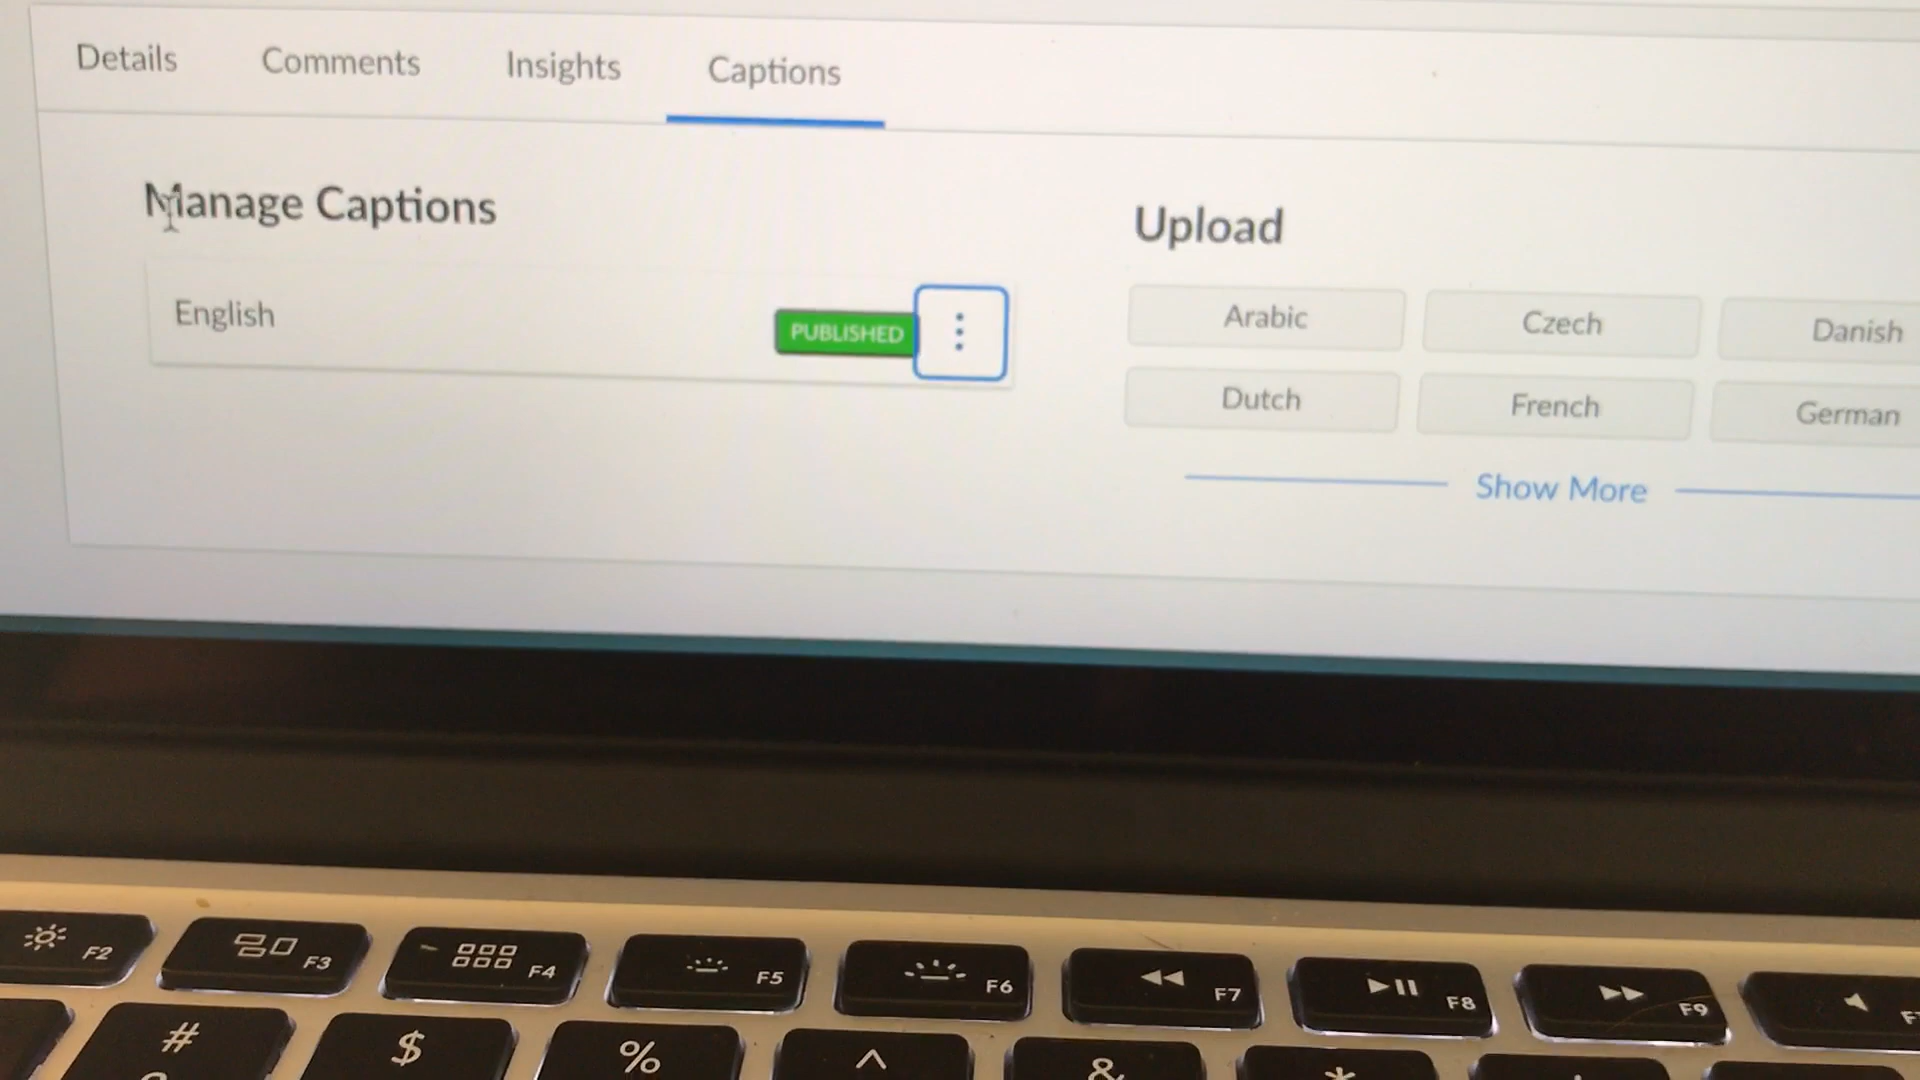 Details Comments Insights Captions
Manage Captions
English PUBLISHED
Upload
Arabic Czech Danish
Dutch French German
Show More
F2 F3 F4 F5 F6 F7 F8 F9
# $ % ^ & *